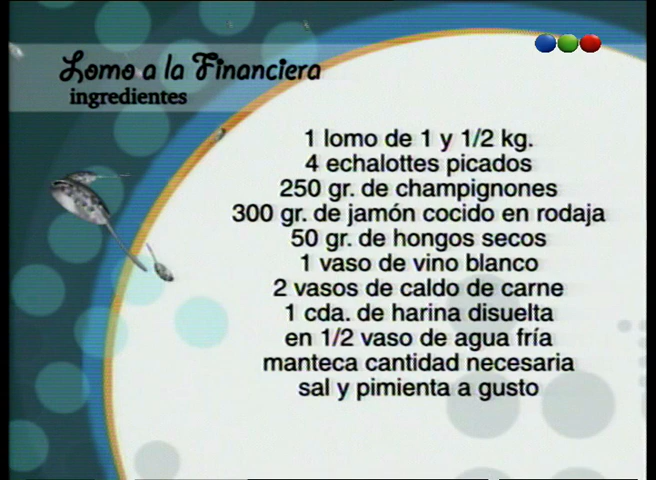 Lomo a la Financiera
ingredientes
1 lomo de 1 y 1/2 kg.
4 echalottes picados
250 gr. de champignones
300 gr. de jamón cocido en rodaja
50 gr. de hongos secos
1 vaso de vino blanco
2 vasos de caldo de carne
1 cda. de harina disuelta
en 1/2 vaso de agua fría
manteca cantidad necesaria
sal y pimienta a gusto